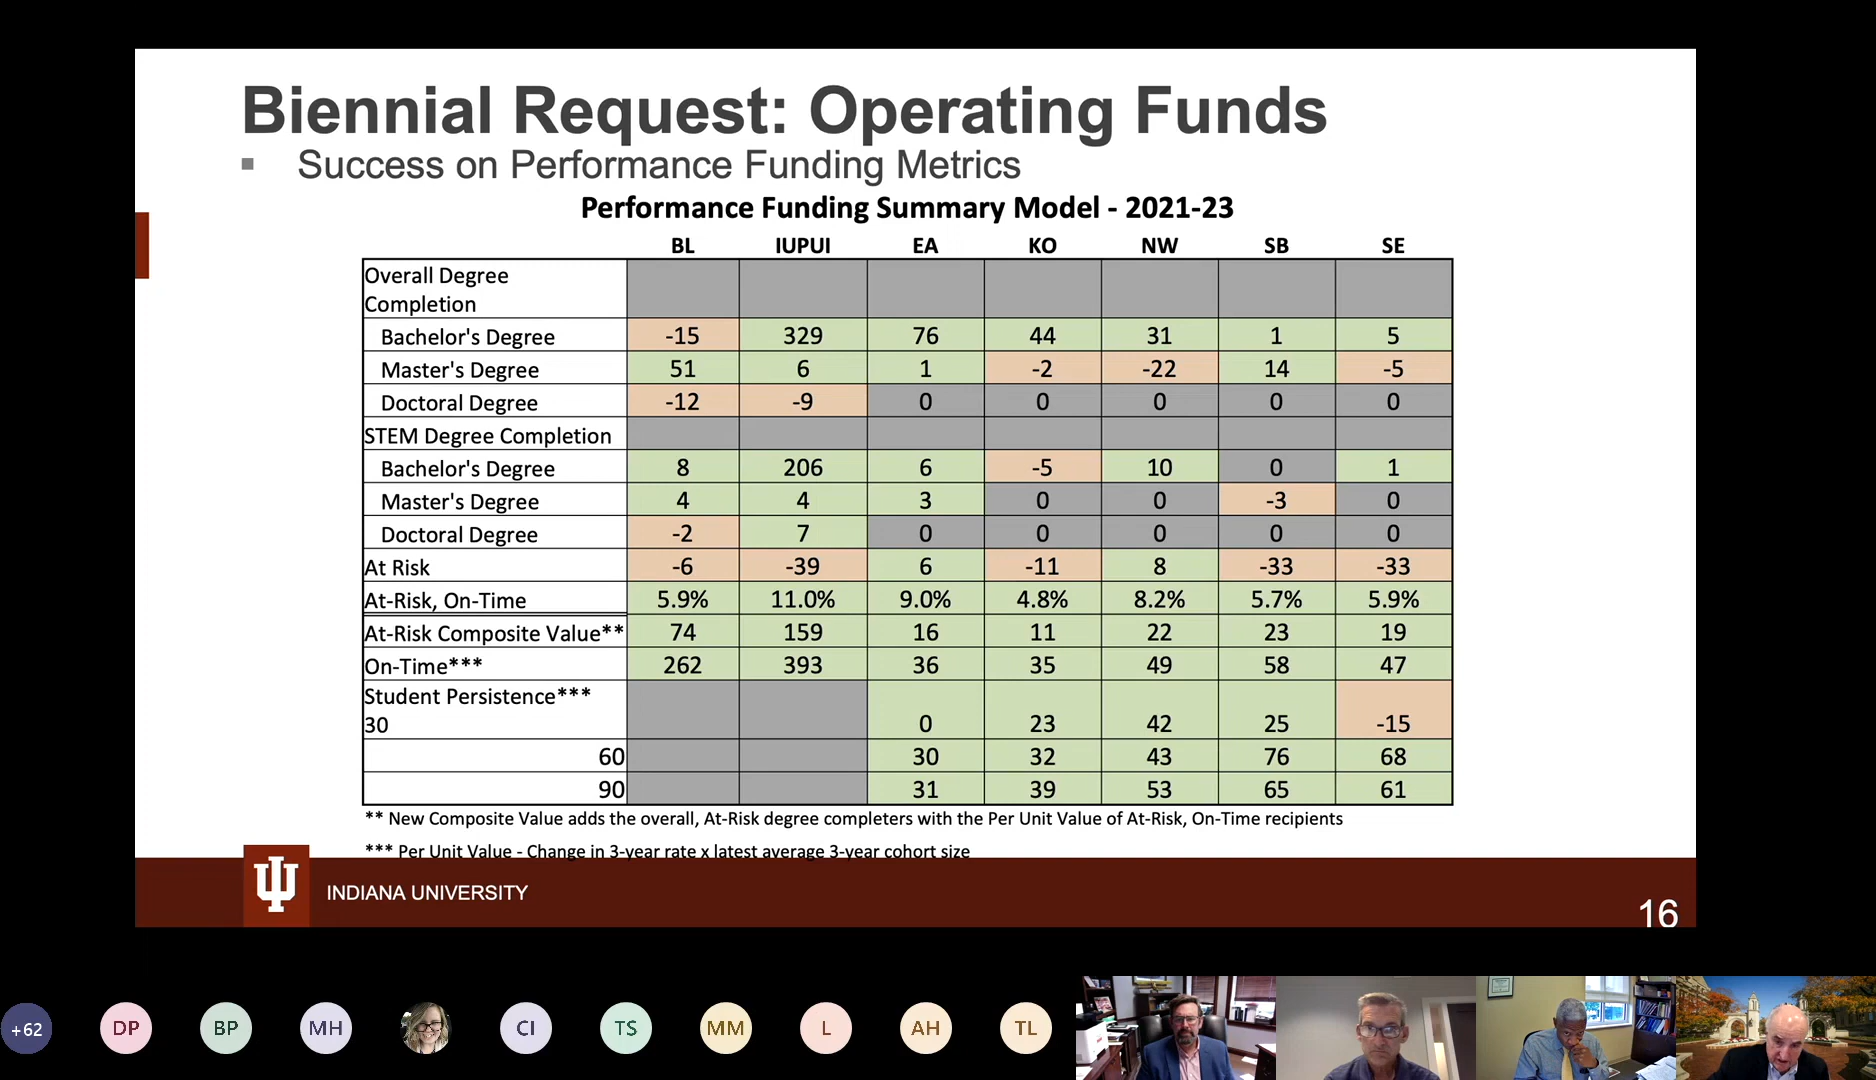 Biennial Request: Operating Funds
▪ Success on Performance Funding Metrics
Performance Funding Summary Model - 2021-23
BL IUPUI EA KO NW SB SE
Overall Degree
Completion
Bachelor's Degree -15 329 76 44 31 1 5
Master's Degree 51 6 1 -2 -22 14 -5
Doctoral Degree -12 -9 0 0 0 0 0
STEM Degree Completion
Bachelor's Degree 8 206 6 -5 10 0 1
Master's Degree 4 4 3 0 0 -3 0
Doctoral Degree -2 7 0 0 0 0 0
At Risk -6 -39 6 -11 8 -33 -33
At-Risk, On-Time 5.9% 11.0% 9.0% 4.8% 8.2% 5.7% 5.9%
At-Risk Composite Value** 74 159 16 11 22 23 19
On-Time*** 262 393 36 35 49 58 47
Student Persistence***
30 0 23 42 25 -15
60 30 32 43 76 68
90 31 39 53 65 61
** New Composite Value adds the overall, At-Risk degree completers with the Per Unit Value of At-Risk, On-Time recipients
*** Per Unit Value - Change in 3-year rate x latest average 3-year cohort size
INDIANA UNIVERSITY
16
+62 DP BP MH CI TS MM L AH TL